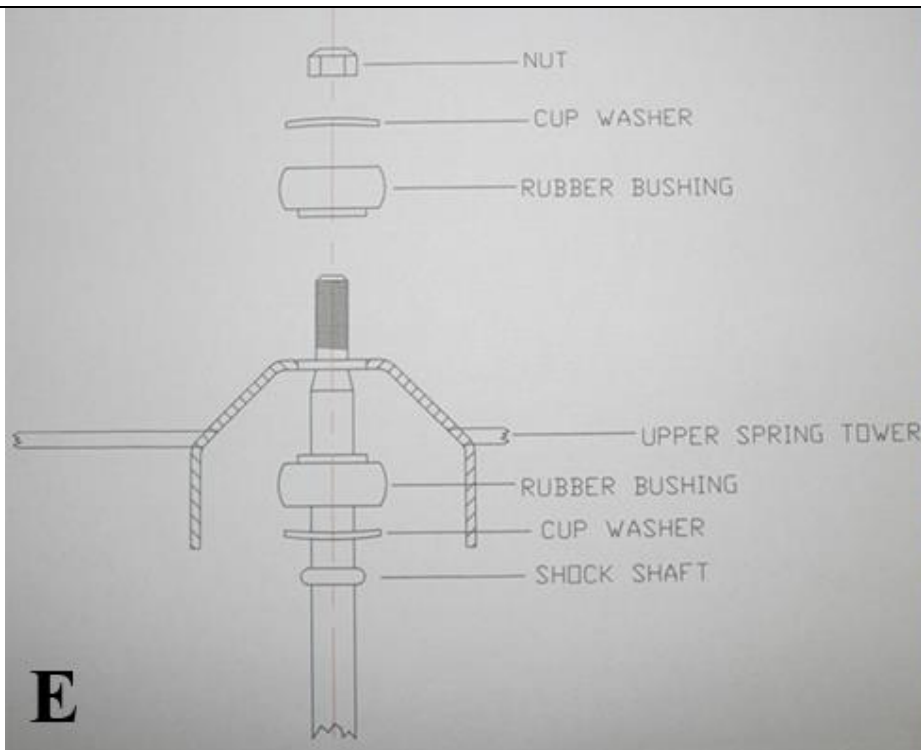 NUT
CUP WASHER
RUBBER BUSHING
UPPER SPRING TOWER
RUBBER BUSHING
CUP WASHER
SHOCK SHAFT
E